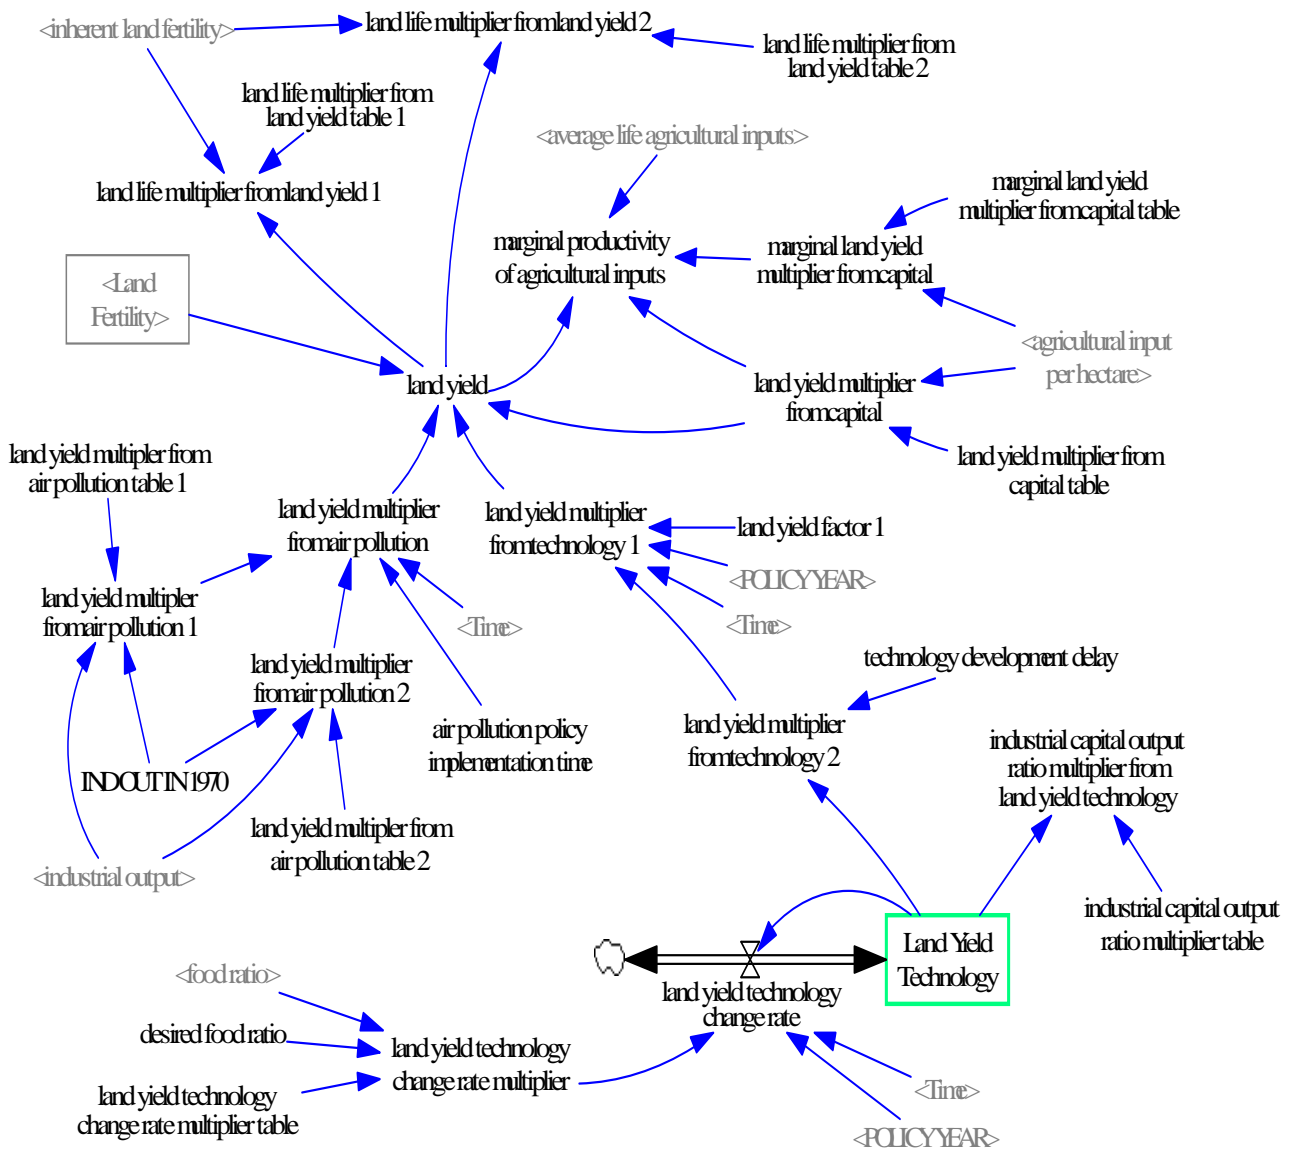 <inherent land fertility>
land life multiplier from land yield 2
land life multiplier from
land yield table 2
land life multiplier from
land yield table 1
<average life agricultural inputs>
land life multiplier from land yield 1
marginal land yield
multiplier from capital table
marginal productivity
of agricultural inputs
marginal land yield
multiplier from capital
<Land
Fertility>
<agricultural input
per hectare>
land yield
land yield multiplier
from capital
land yield multipler from
air pollution table 1
land yield multiplier from
capital table
land yield multiplier
from air pollution
land yield multiplier
from technology 1
land yield factor 1
<POLICY YEAR>
land yield multipler
from air pollution 1
<Time>
<Time>
land yield multiplier
from air pollution 2
technology development delay
air pollution policy
implementation time
land yield multiplier
from technology 2
industrial capital output
ratio multiplier from
land yield technology
IND OUT IN 1970
land yield multipler from
air pollution table 2
<industrial output>
industrial capital output
ratio multiplier table
Land Yield
Technology
<food ratio>
land yield technology
change rate
desired food ratio
land yield technology
change rate multiplier
land yield technology
change rate multiplier table
<Time>
<POLICY YEAR>